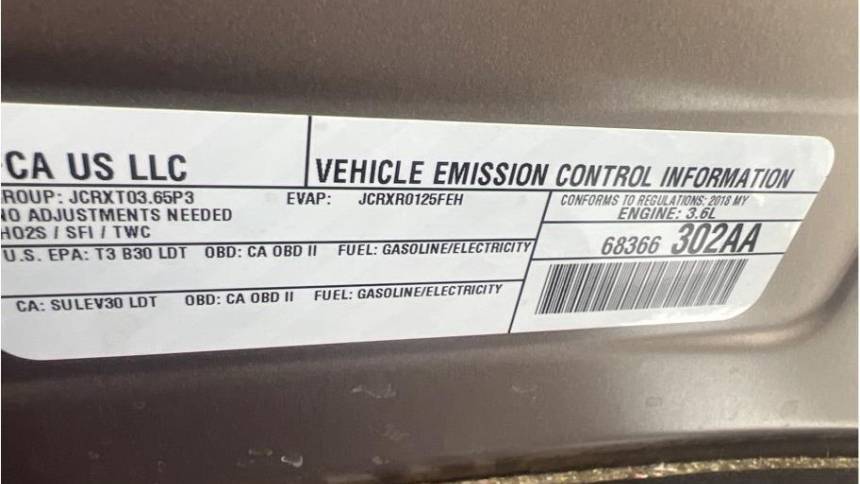 CA US LLC
VEHICLE EMISSION CONTROL INFORMATION
ROUP: JCRXT03.65P3 EVAP: JCRXR0125FEH
NO ADJUSTMENTS NEEDED
HO2S / SFI / TWC
CONFORMS TO REGULATIONS: 2018 MY
ENGINE: 3.6L
U.S. EPA: T3 B30 LDT OBD: CA OBD II FUEL: GASOLINE/ELECTRICITY
68366 302AA
CA: SULEV30 LDT OBD: CA OBD II FUEL: GASOLINE/ELECTRICITY